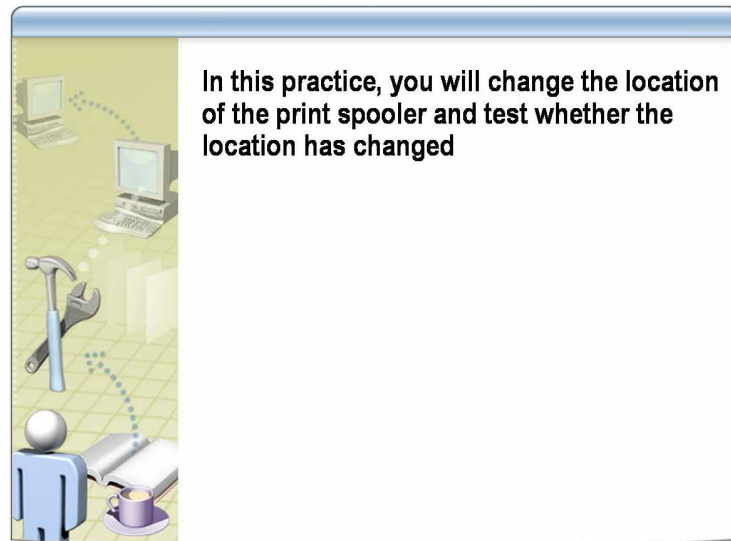 In this practice, you will change the location
of the print spooler and test whether the
location has changed